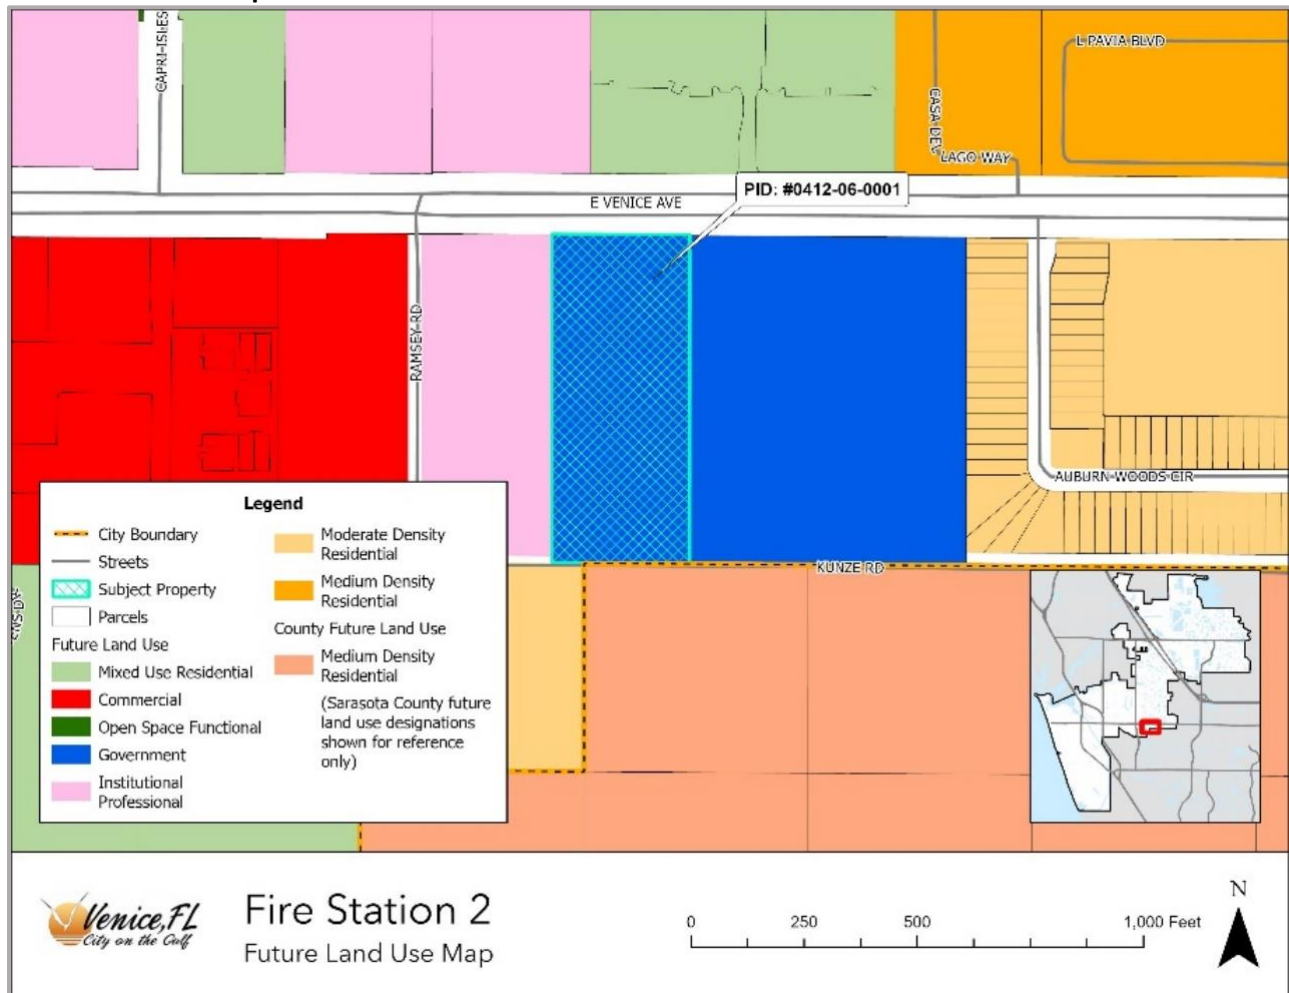 CAPRI ISLES
L PAVIA BLVD
CASA DEL
LAGO WAY
PID: #0412-06-0001
E VENICE AVE
RAMSEY RD
AUBURN WOODS CIR
KUNZE RD
Legend
City Boundary
Streets
Subject Property
Parcels
Future Land Use
Mixed Use Residential
Commercial
Open Space Functional
Government
Institutional
Professional
Moderate Density
Residential
Medium Density
Residential
County Future Land Use
Medium Density
Residential
(Sarasota County future
land use designations
shown for reference
only)
Venice, FL
City on the Gulf
Fire Station 2
Future Land Use Map
0 250 500 1,000 Feet
N